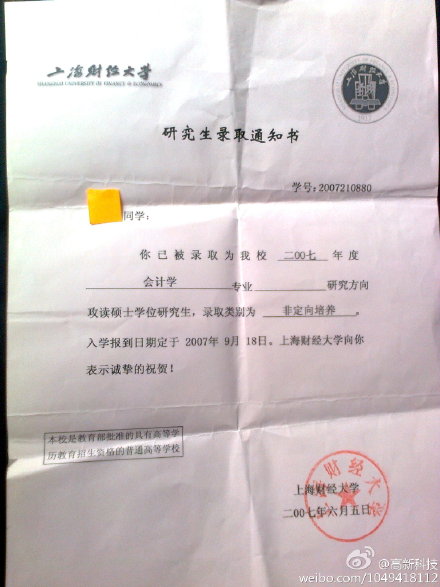 上海财经大学
SHANGHAI UNIVERSITY OF FINANCE & ECONOMICS
研究生录取通知书
学号:2007210880
同学:
你已被录取为我校 二00七 年度
会计学 专业 研究方向
攻读硕士学位研究生,录取类别为 非定向培养 。
入学报到日期定于 2007年 9月 18日。上海财经大学向你
表示诚挚的祝贺!
本校是教育部批准的具有高等学
历教育招生资格的普通高等学校
上海财经大学
二00七年六月五日
@高新科技
weibo.com/1049418112